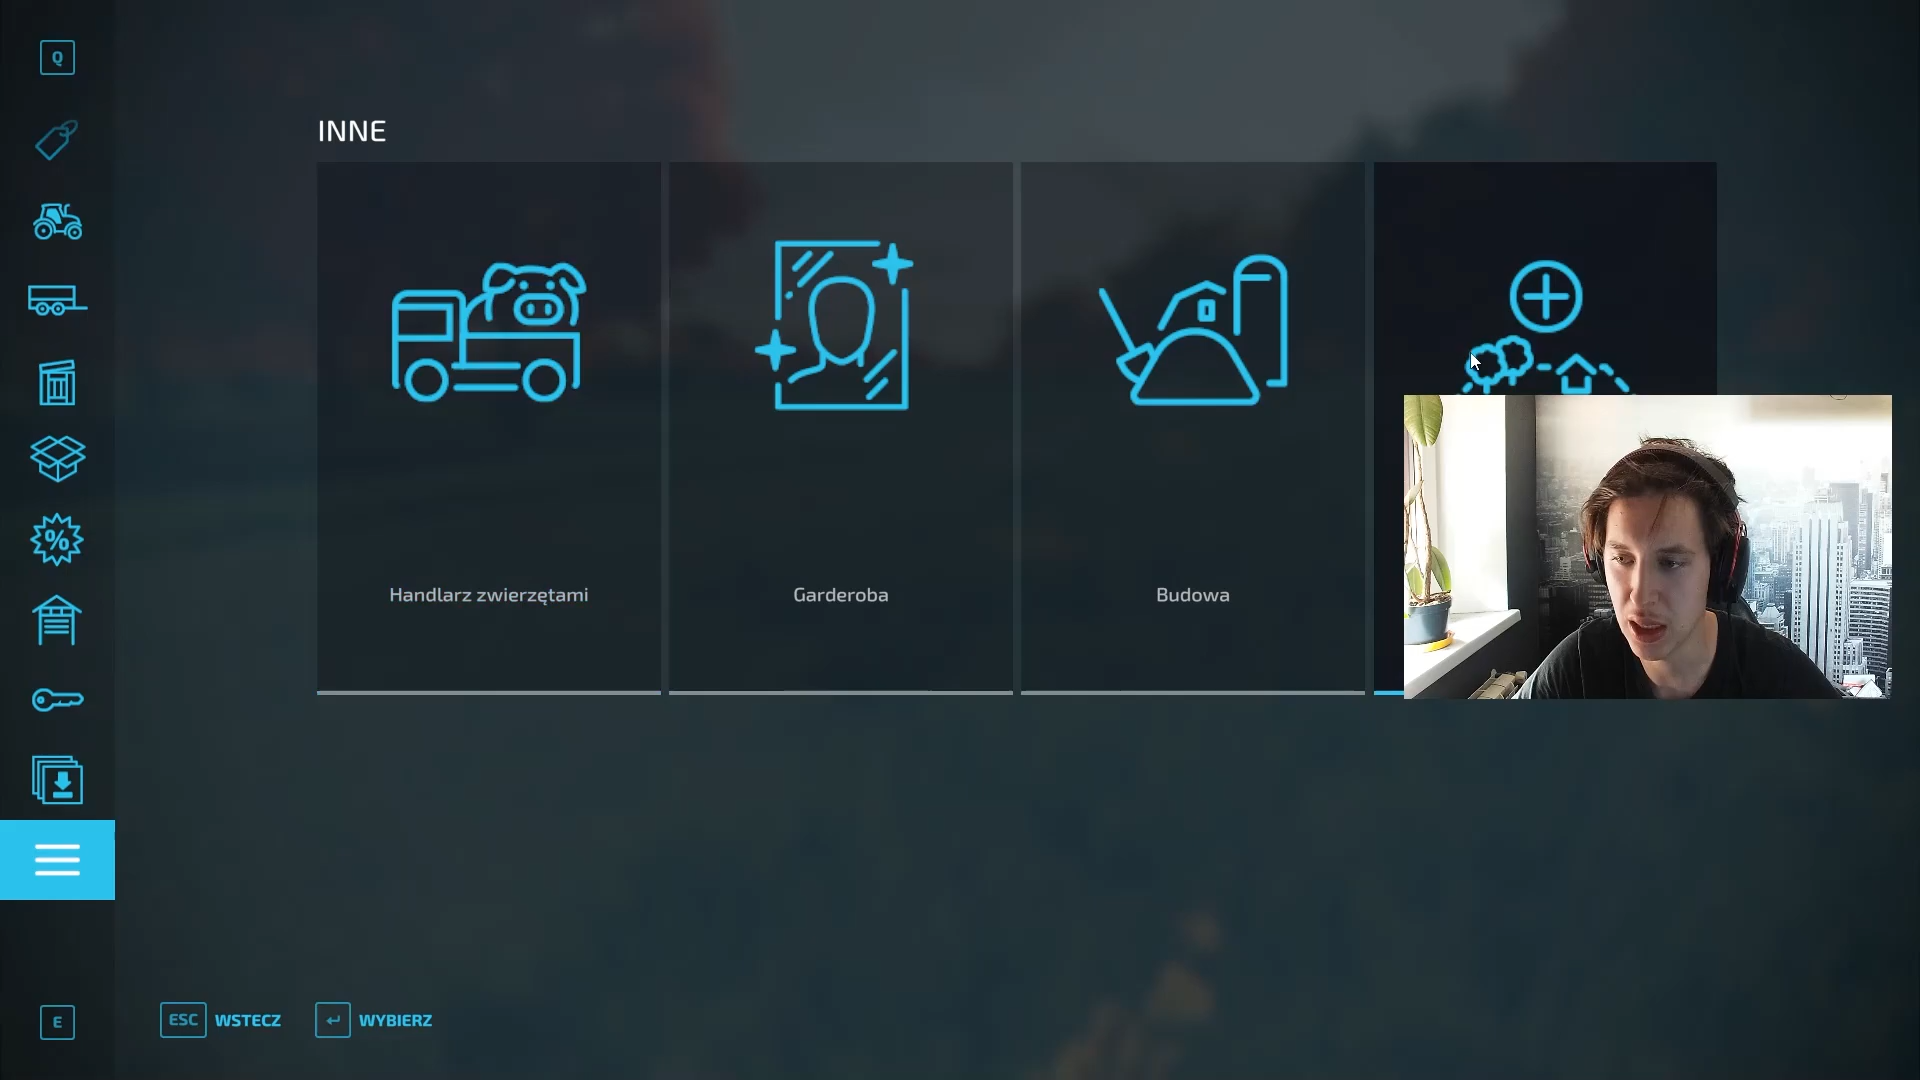 Q
INNE
Handlarz zwierzętami
Garderoba
Budowa
%
E
ESC WSTECZ
WYBIERZ